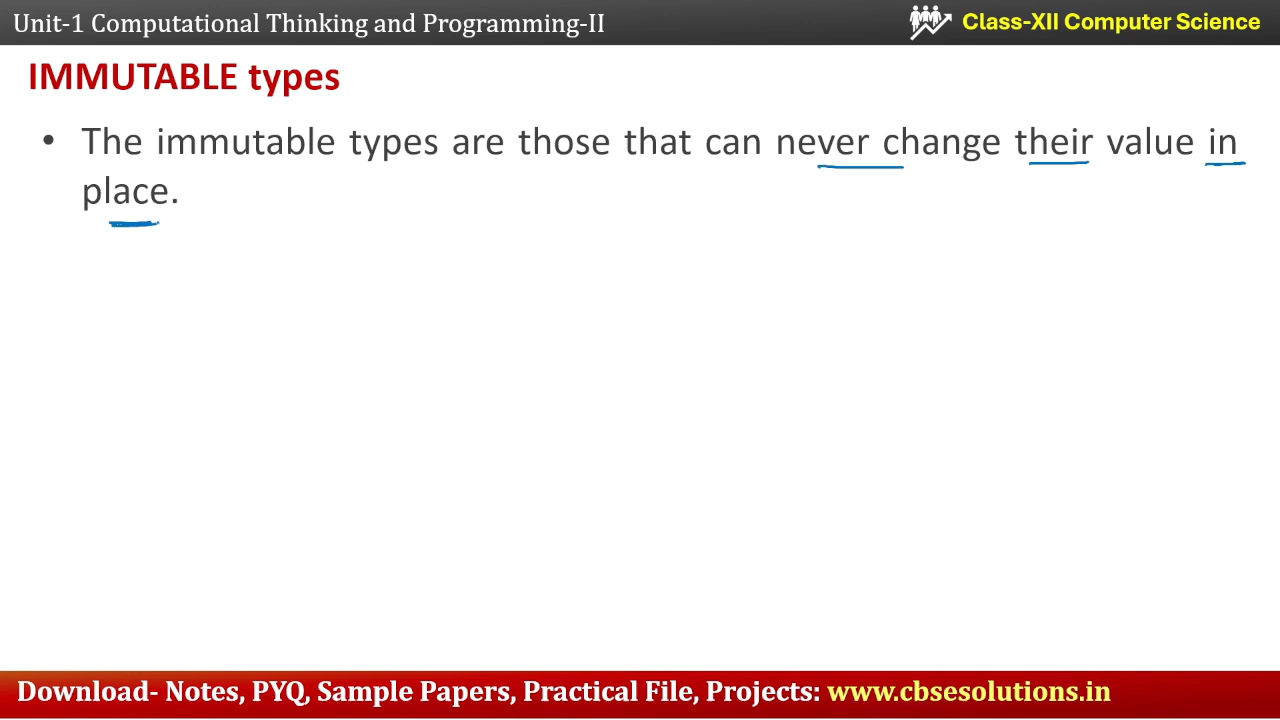 Unit-1 Computational Thinking and Programming-II
Class-XII Computer Science
IMMUTABLE types
• The immutable types are those that can never change their value in
place.
Download- Notes, PYQ, Sample Papers, Practical File, Projects: www.cbsesolutions.in